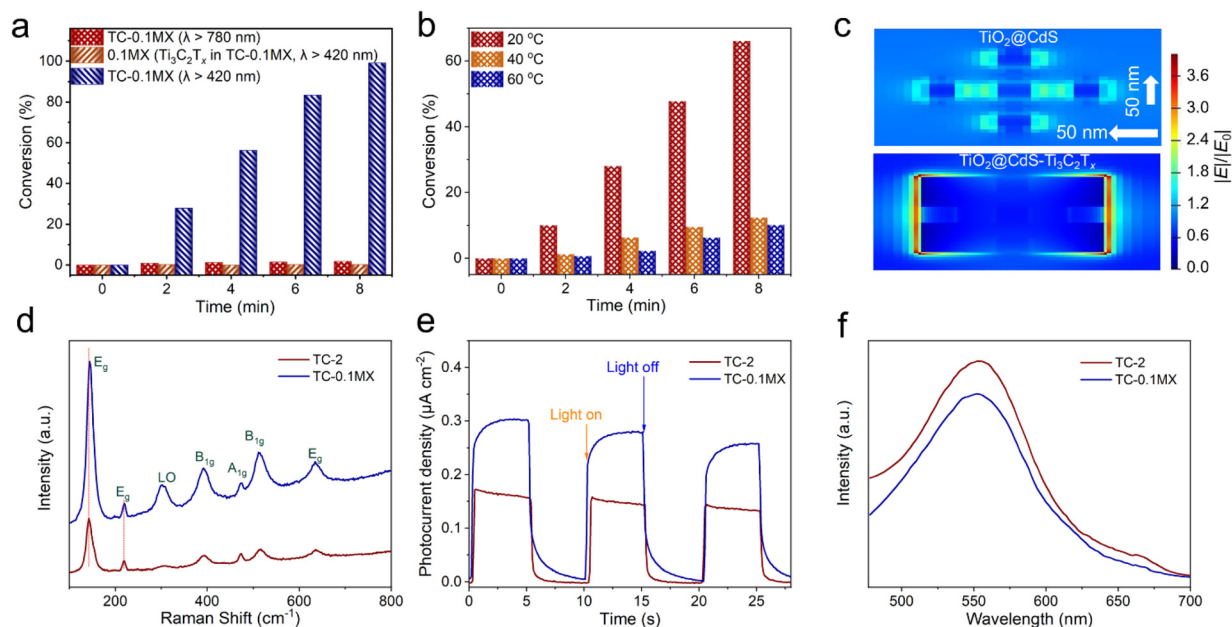 a
TC-0.1MX (λ > 780 nm)
0.1MX (Ti₃C₂Tₓ in TC-0.1MX, λ > 420 nm)
TC-0.1MX (λ > 420 nm)
100
80
60
40
20
0
Conversion (%)
0 2 4 6 8
Time (min)
b
20 °C
40 °C
60 °C
60
40
20
0
Conversion (%)
0 2 4 6 8
Time (min)
c
TiO₂@CdS
50 nm
50 nm
TiO₂@CdS-Ti₃C₂Tₓ
3.6
3.0
2.4
1.8
1.2
0.6
0.0
|E|/|E₀|
d
TC-2
TC-0.1MX
E_g
E_g
LO
B₁g
A₁g
B₁g
E_g
Intensity (a.u.)
200 400 600 800
Raman Shift (cm⁻¹)
e
TC-2
TC-0.1MX
Light on
Light off
0.4
0.3
0.2
0.1
0.0
Photocurrent density (μA cm⁻²)
0 5 10 15 20 25
Time (s)
f
TC-2
TC-0.1MX
Intensity (a.u.)
500 550 600 650 700
Wavelength (nm)